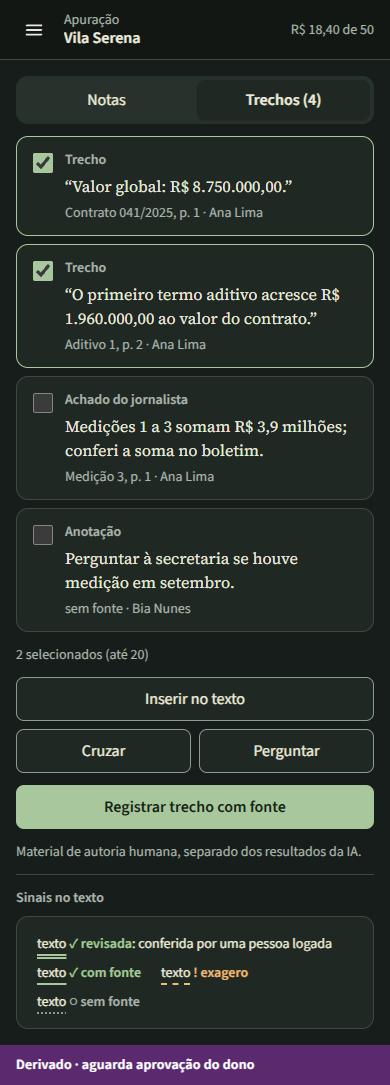 Apuração
Vila Serena
R$ 18,40 de 50
Notas
Trechos (4)
Trecho
“Valor global: R$ 8.750.000,00.”
Contrato 041/2025, p. 1 · Ana Lima
Trecho
“O primeiro termo aditivo acresce R$
1.960.000,00 ao valor do contrato.”
Aditivo 1, p. 2 · Ana Lima
Achado do jornalista
Medições 1 a 3 somam R$ 3,9 milhões;
conferi a soma no boletim.
Medição 3, p. 1 · Ana Lima
Anotação
Perguntar à secretaria se houve
medição em setembro.
sem fonte · Bia Nunes
2 selecionados (até 20)
Inserir no texto
Cruzar
Perguntar
Registrar trecho com fonte
Material de autoria humana, separado dos resultados da IA.
Sinais no texto
texto ✓ revisada: conferida por uma pessoa logada
texto ✓ com fonte texto ! exagero
texto ○ sem fonte
Derivado · aguarda aprovação do dono